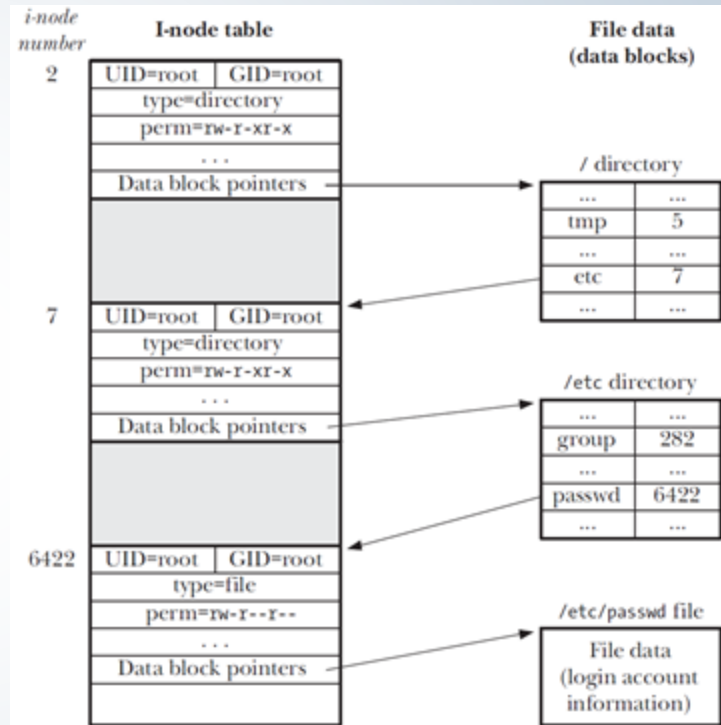 i-node
number
I-node table
File data
(data blocks)
2
UID=root GID=root
type=directory
perm=rw-r-xr-x
...
Data block pointers
/ directory
... ...
tmp 5
... ...
etc 7
... ...
7
UID=root GID=root
type=directory
perm=rw-r-xr-x
...
Data block pointers
/etc directory
... ...
group 282
... ...
passwd 6422
... ...
6422
UID=root GID=root
type=file
perm=rw-r--r--
...
Data block pointers
/etc/passwd file
File data
(login account
information)